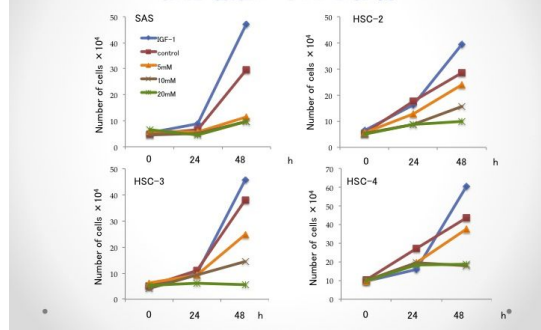 SAS
Number of cells ×10⁴
50
40
30
20
10
0
IGF-1
control
5mM
10mM
20mM
0 24 48 h
HSC-2
Number of cells ×10⁴
50
40
30
20
10
0
0 24 48 h
HSC-3
Number of cells ×10⁴
50
40
30
20
10
0
0 24 48 h
HSC-4
Number of cells ×10⁴
70
60
50
40
30
20
10
0
0 24 48 h